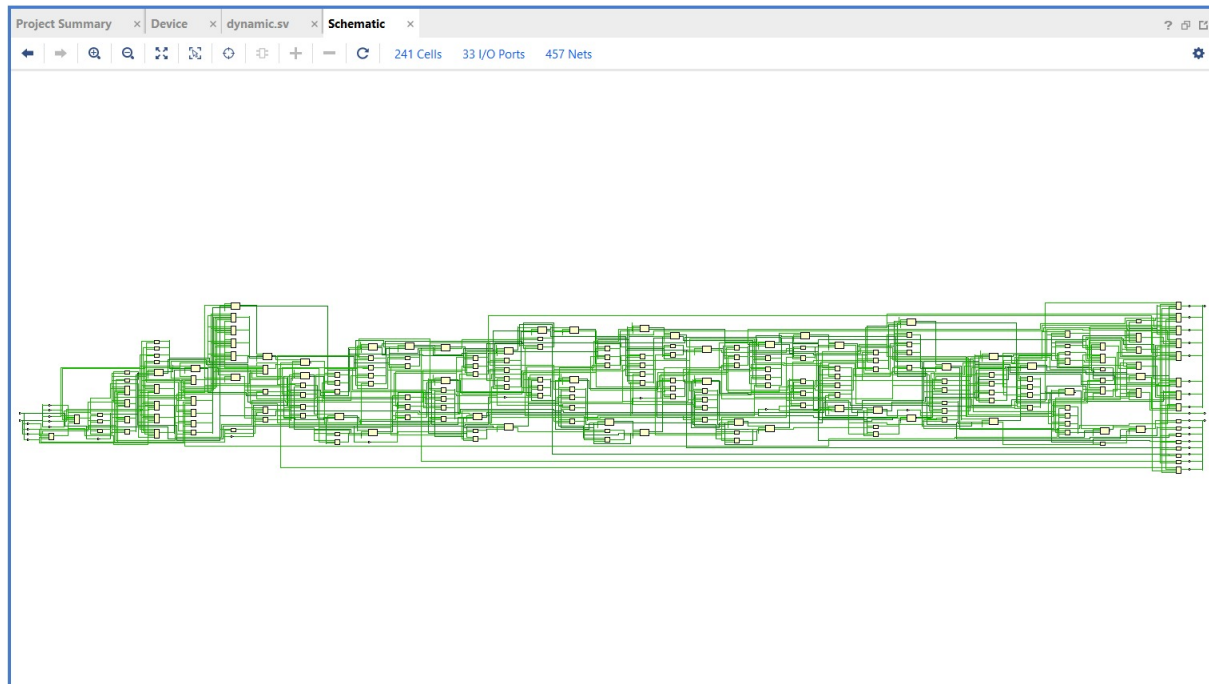 Project Summary × Device × dynamic.sv × Schematic ×
241 Cells 33 I/O Ports 457 Nets